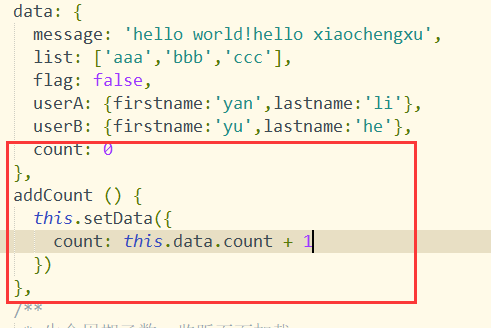 data: {
message: 'hello world!hello xiaochengxu',
list: ['aaa','bbb','ccc'],
flag: false,
userA: {firstname:'yan',lastname:'li'},
userB: {firstname:'yu',lastname:'he'},
count: 0
},
addCount () {
this.setData({
count: this.data.count + 1
})
},
/**